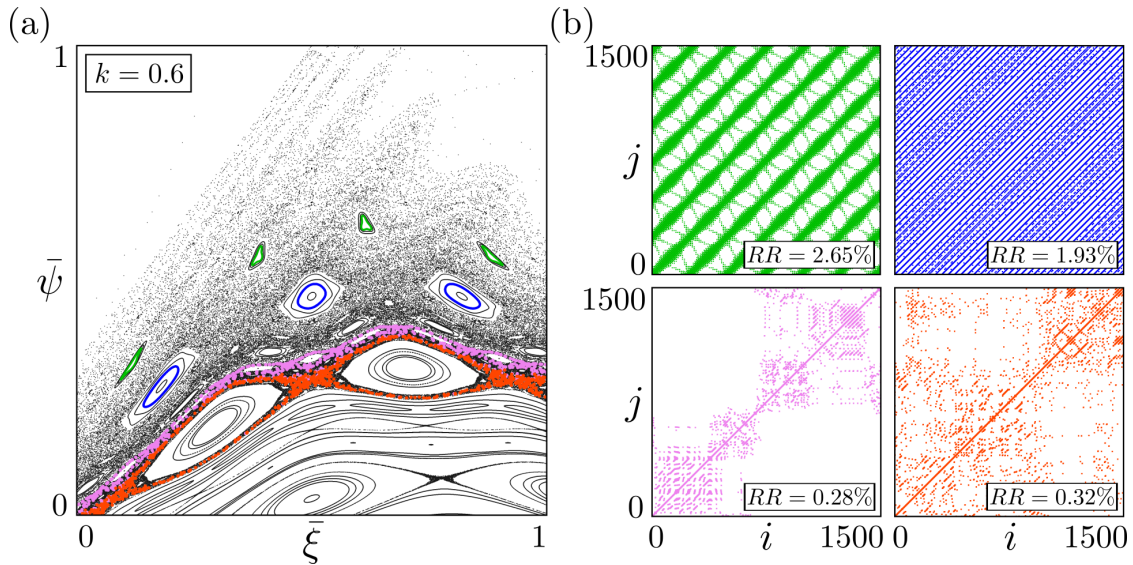 (a)
1
k = 0.6
ψ̄
0
0
ξ̄
1
(b)
1500
j
0
RR = 2.65%
RR = 1.93%
1500
j
0
RR = 0.28%
RR = 0.32%
0
i
1500
0
i
1500